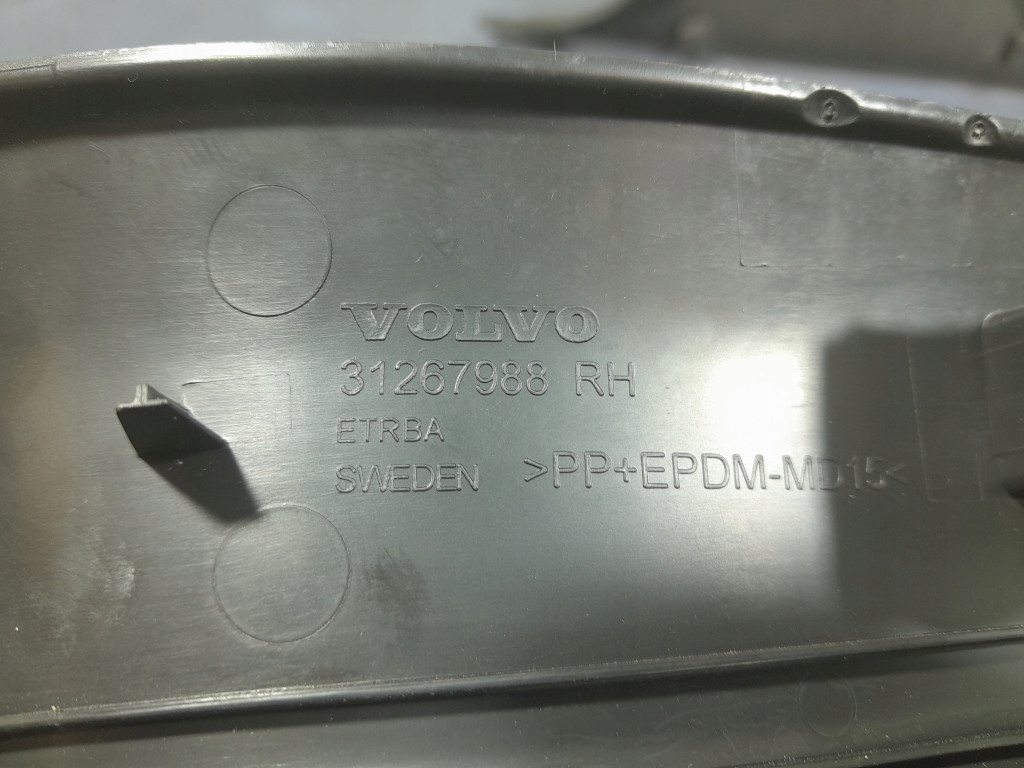 VOLVO
31267988 RH
ETRBA
SWEDEN >PP+EPDM-MD15<